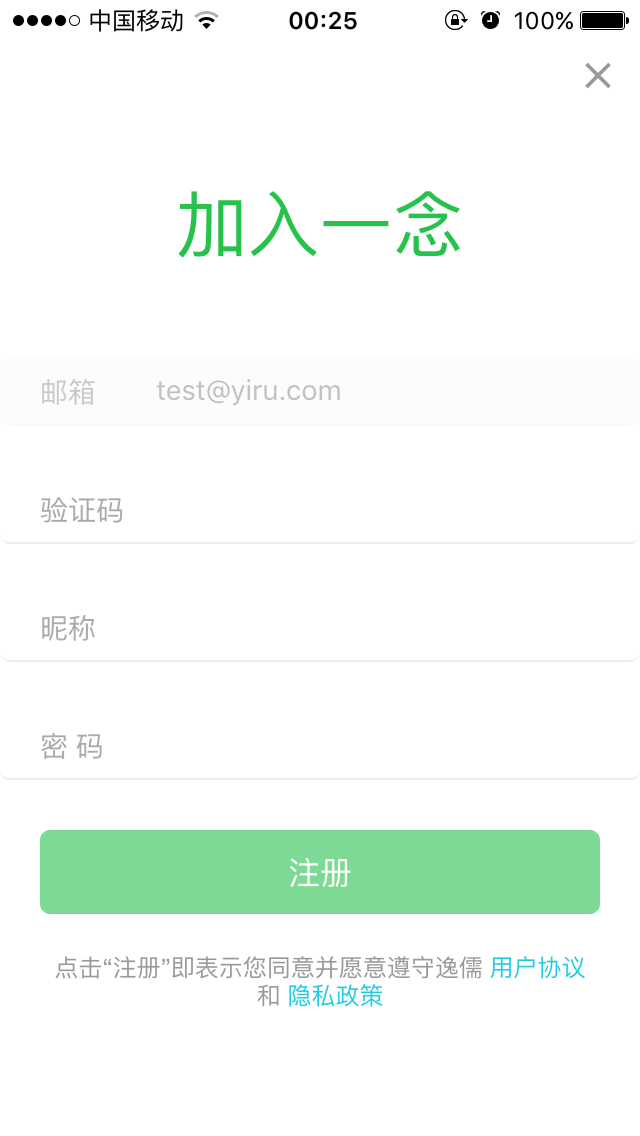 中国移动 00:25 100%
加入一念
邮箱 test@yiru.com
验证码
昵称
密 码
注册
点击“注册”即表示您同意并愿意遵守逸儒 用户协议
和 隐私政策